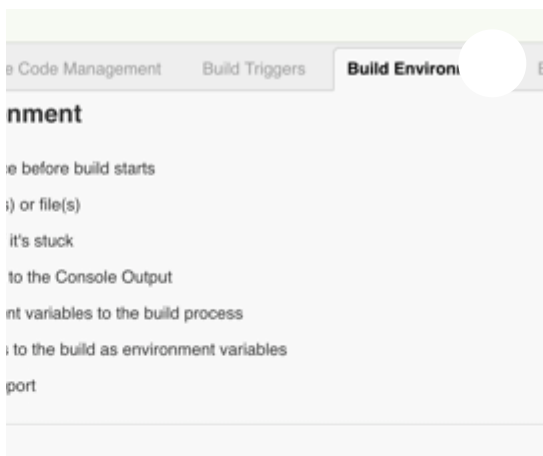 e Code Management Build Triggers Build Environ
nment
e before build starts
s) or file(s)
it's stuck
to the Console Output
nt variables to the build process
s to the build as environment variables
port